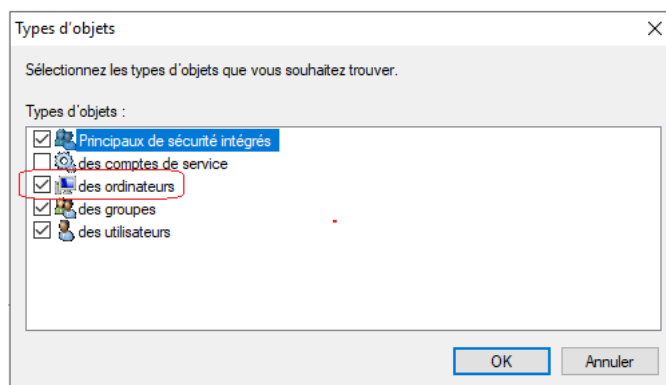 Types d'objets
Sélectionnez les types d'objets que vous souhaitez trouver.
Types d'objets :
Principaux de sécurité intégrés
des comptes de service
des ordinateurs
des groupes
des utilisateurs
OK Annuler